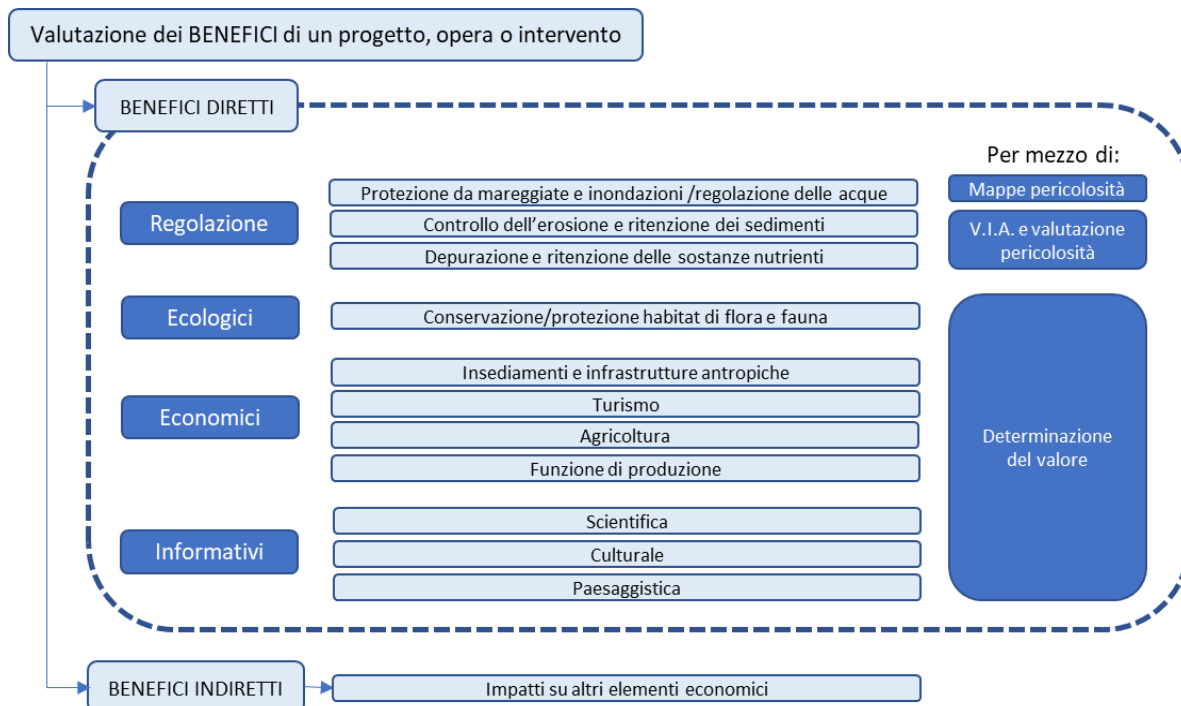 Valutazione dei BENEFICI di un progetto, opera o intervento
BENEFICI DIRETTI
Per mezzo di:
Regolazione
Protezione da mareggiate e inondazioni /regolazione delle acque
Controllo dell'erosione e ritenzione dei sedimenti
Depurazione e ritenzione delle sostanze nutrienti
Mappe pericolosità
V.I.A. e valutazione
pericolosità
Ecologici
Conservazione/protezione habitat di flora e fauna
Economici
Insediamenti e infrastrutture antropiche
Turismo
Agricoltura
Funzione di produzione
Determinazione
del valore
Informativi
Scientifica
Culturale
Paesaggistica
BENEFICI INDIRETTI
Impatti su altri elementi economici